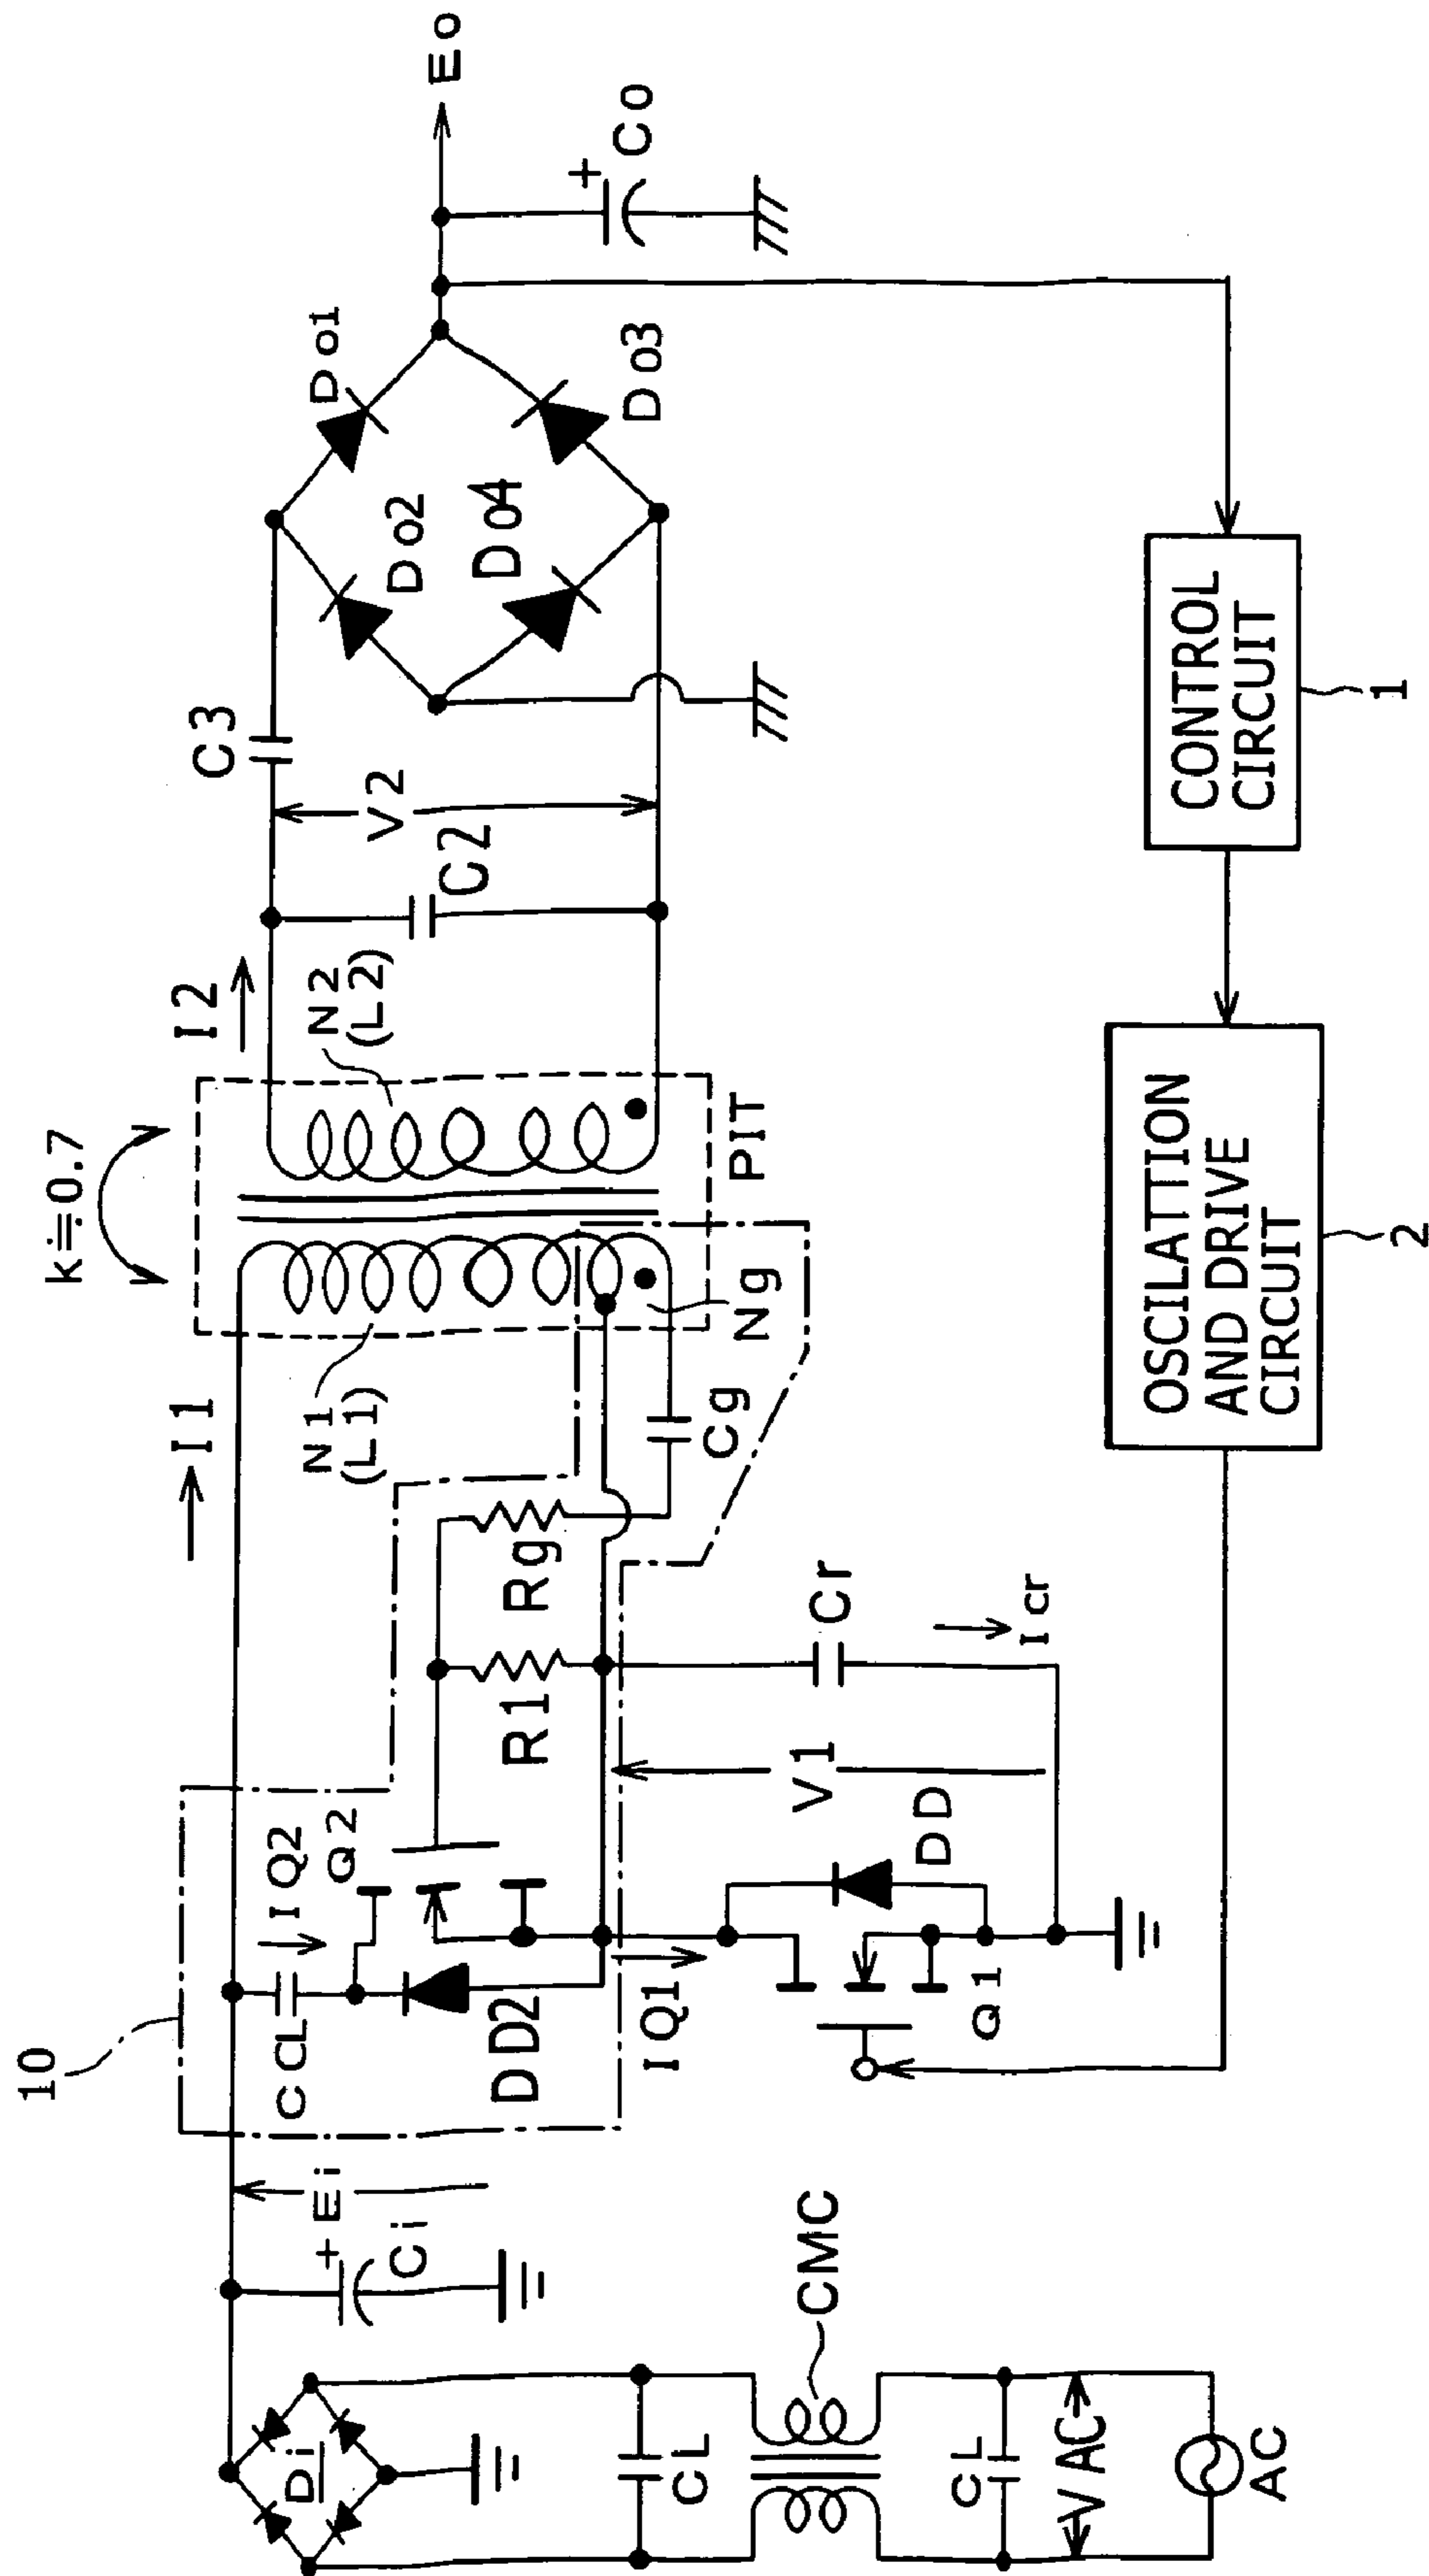 10
k≒0.7
I1
I2
N1
(L1)
N2
(L2)
C3
V2
C2
Do1
Do2
Do4
Do3
Eo
+
Co
Di
+
Ei
Ci
CCL
IQ2
Q2
DD2
R1
Rg
Cg
Ng
PIT
IQ1
Q1
DD
V1
Cr
Icr
CL
CMC
CL
VAC
AC
OSCILATTION
AND DRIVE
CIRCUIT
2
CONTROL
CIRCUIT
1